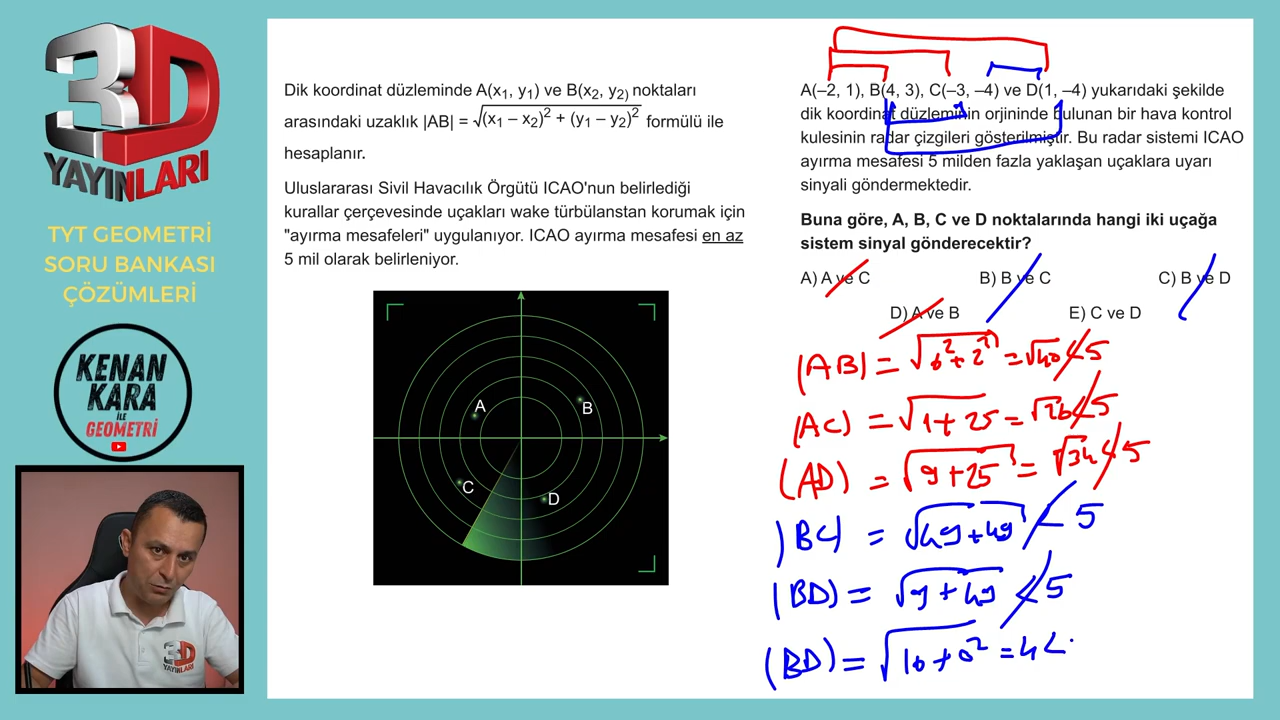 3D
YAYINLARI
TYT GEOMETRİ
SORU BANKASI
ÇÖZÜMLERİ
KENAN
KARA
İLE
GEOMETRİ
3D
YAYINLARI
Dik koordinat düzleminde A(x₁, y₁) ve B(x₂, y₂) noktaları
arasındaki uzaklık |AB| = √(x₁ – x₂)² + (y₁ – y₂)² formülü ile
hesaplanır.
Uluslararası Sivil Havacılık Örgütü ICAO'nun belirlediği
kurallar çerçevesinde uçakları wake türbülanstan korumak için
"ayırma mesafeleri" uygulanıyor. ICAO ayırma mesafesi en az
5 mil olarak belirleniyor.
A
B
C
D
A(–2, 1), B(4, 3), C(–3, –4) ve D(1, –4) yukarıdaki şekilde
dik koordinat düzleminin orjininde bulunan bir hava kontrol
kulesinin radar çizgileri gösterilmiştir. Bu radar sistemi ICAO
ayırma mesafesi 5 milden fazla yaklaşan uçaklara uyarı
sinyali göndermektedir.
Buna göre, A, B, C ve D noktalarında hangi iki uçağa
sistem sinyal gönderecektir?
A) A ve C B) B ve C C) B ve D
D) A ve B E) C ve D
|AB| = √6²+2² = √40 < 5
|AC| = √1+25 = √26 < 5
|AD| = √9+25 = √34 < 5
|BC| = √49+49 < 5
|BD| = √9+49 < 5
|BD| = √16+0² = 4 <